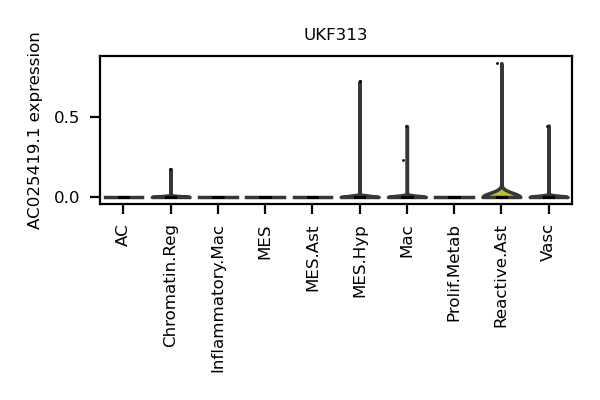 UKF313
AC025419.1 expression
0.5
0.0
AC
Chromatin.Reg
Inflammatory.Mac
MES
MES.Ast
MES.Hyp
Mac
Prolif.Metab
Reactive.Ast
Vasc